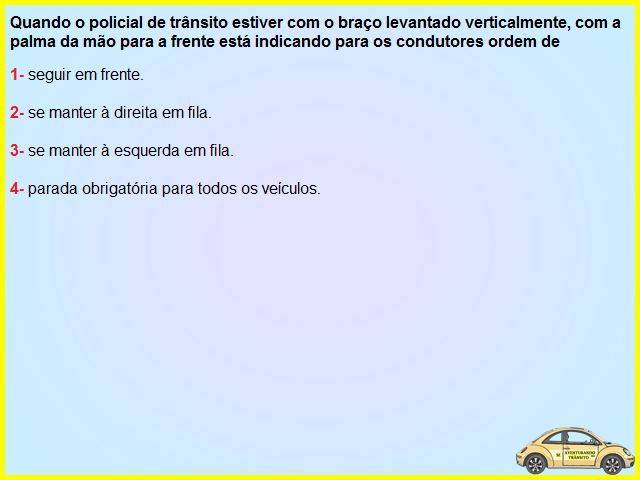 Quando o policial de trânsito estiver com o braço levantado verticalmente, com a
palma da mão para a frente está indicando para os condutores ordem de
1- seguir em frente.
2- se manter à direita em fila.
3- se manter à esquerda em fila.
4- parada obrigatória para todos os veículos.
AVENTURANDO
TRÂNSITO